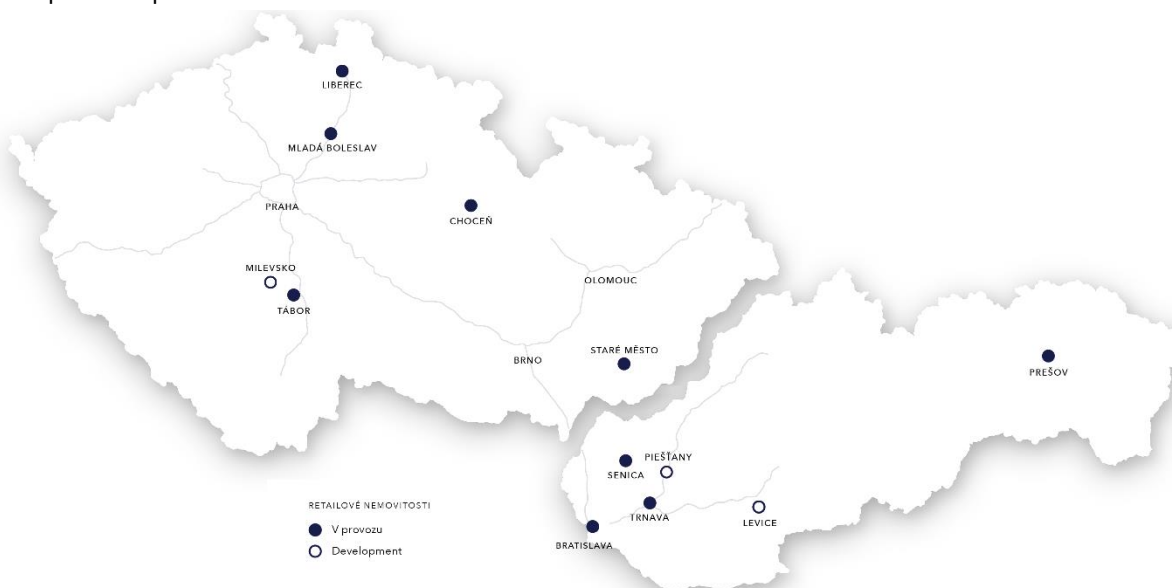 LIBEREC
MLADÁ BOLESLAV
PRAHA
CHOCEŇ
MILEVSKO
TÁBOR
OLOMOUC
BRNO
STARÉ MĚSTO
PREŠOV
PIEŠŤANY
SENICA
TRNAVA
LEVICE
BRATISLAVA
RETAILOVÉ NEMOVITOSTI
V provozu
Development